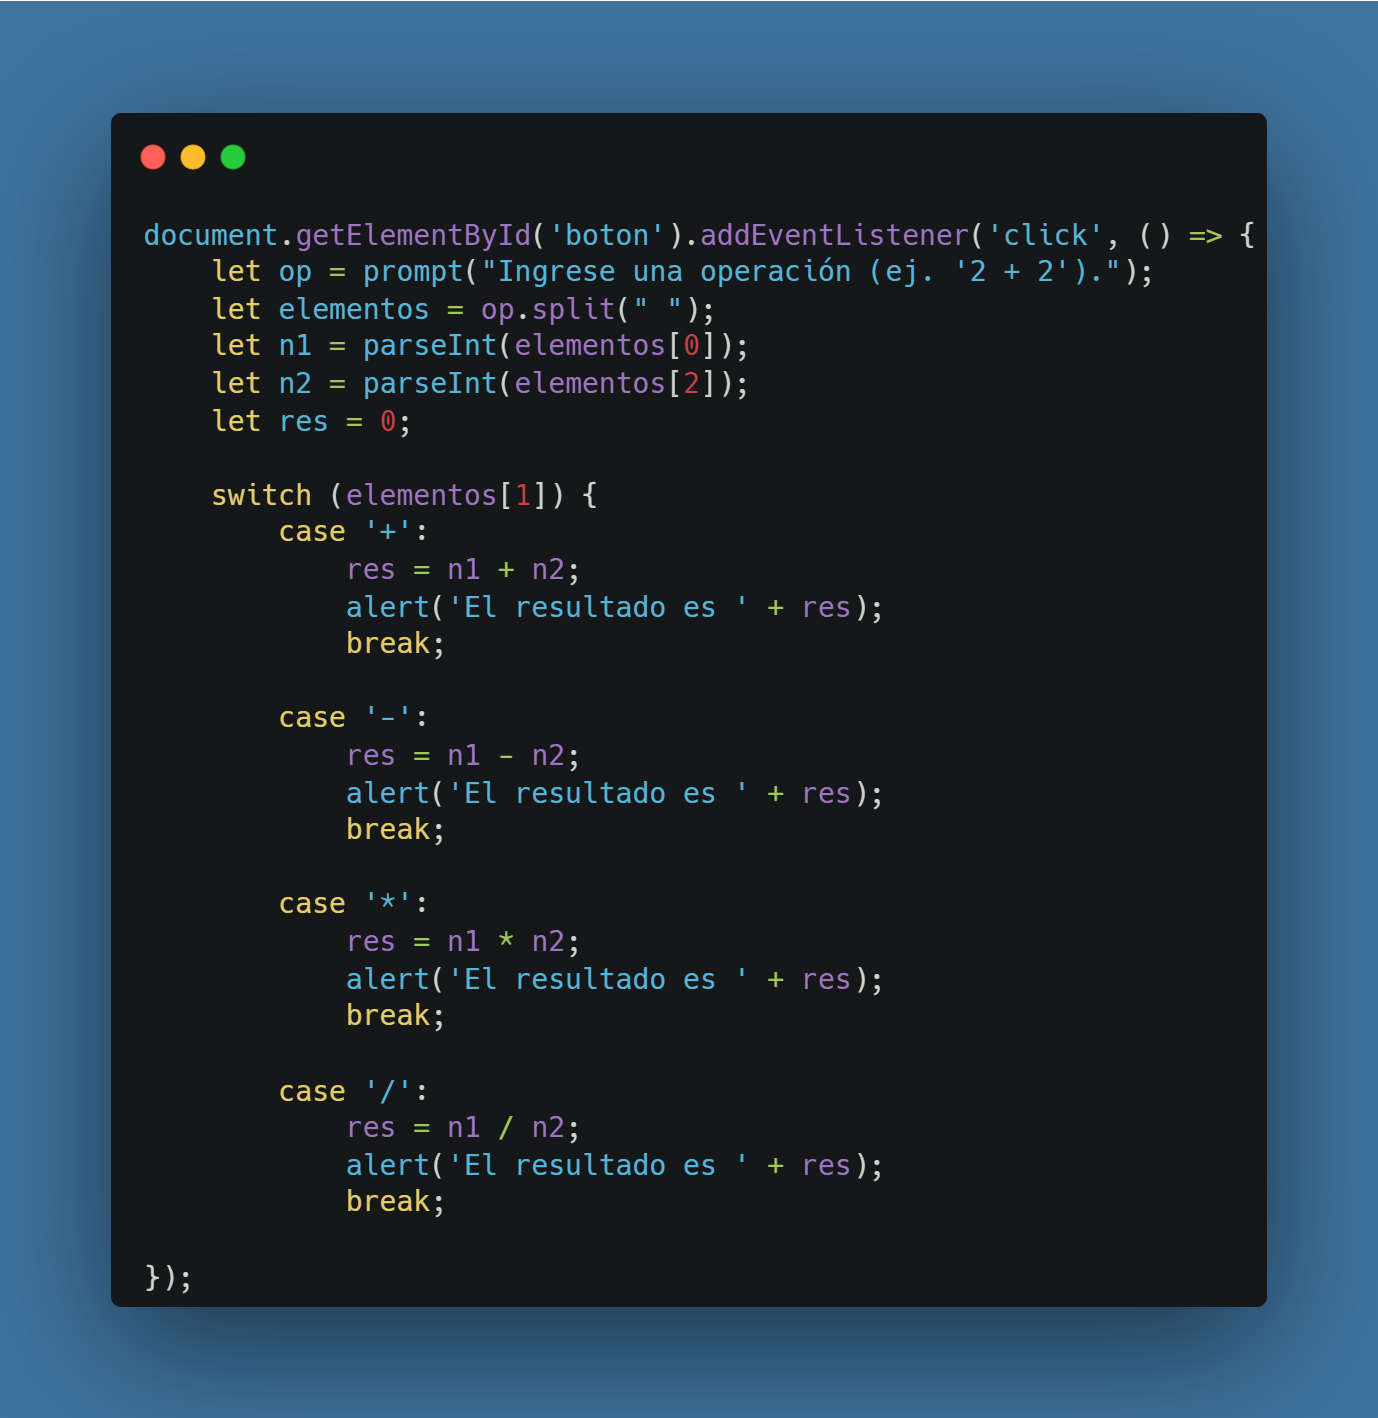 document.getElementById('boton').addEventListener('click', () => {
    let op = prompt("Ingrese una operación (ej. '2 + 2').");
    let elementos = op.split(" ");
    let n1 = parseInt(elementos[0]);
    let n2 = parseInt(elementos[2]);
    let res = 0;

    switch (elementos[1]) {
        case '+':
            res = n1 + n2;
            alert('El resultado es ' + res);
            break;

        case '-':
            res = n1 - n2;
            alert('El resultado es ' + res);
            break;

        case '*':
            res = n1 * n2;
            alert('El resultado es ' + res);
            break;

        case '/':
            res = n1 / n2;
            alert('El resultado es ' + res);
            break;

});